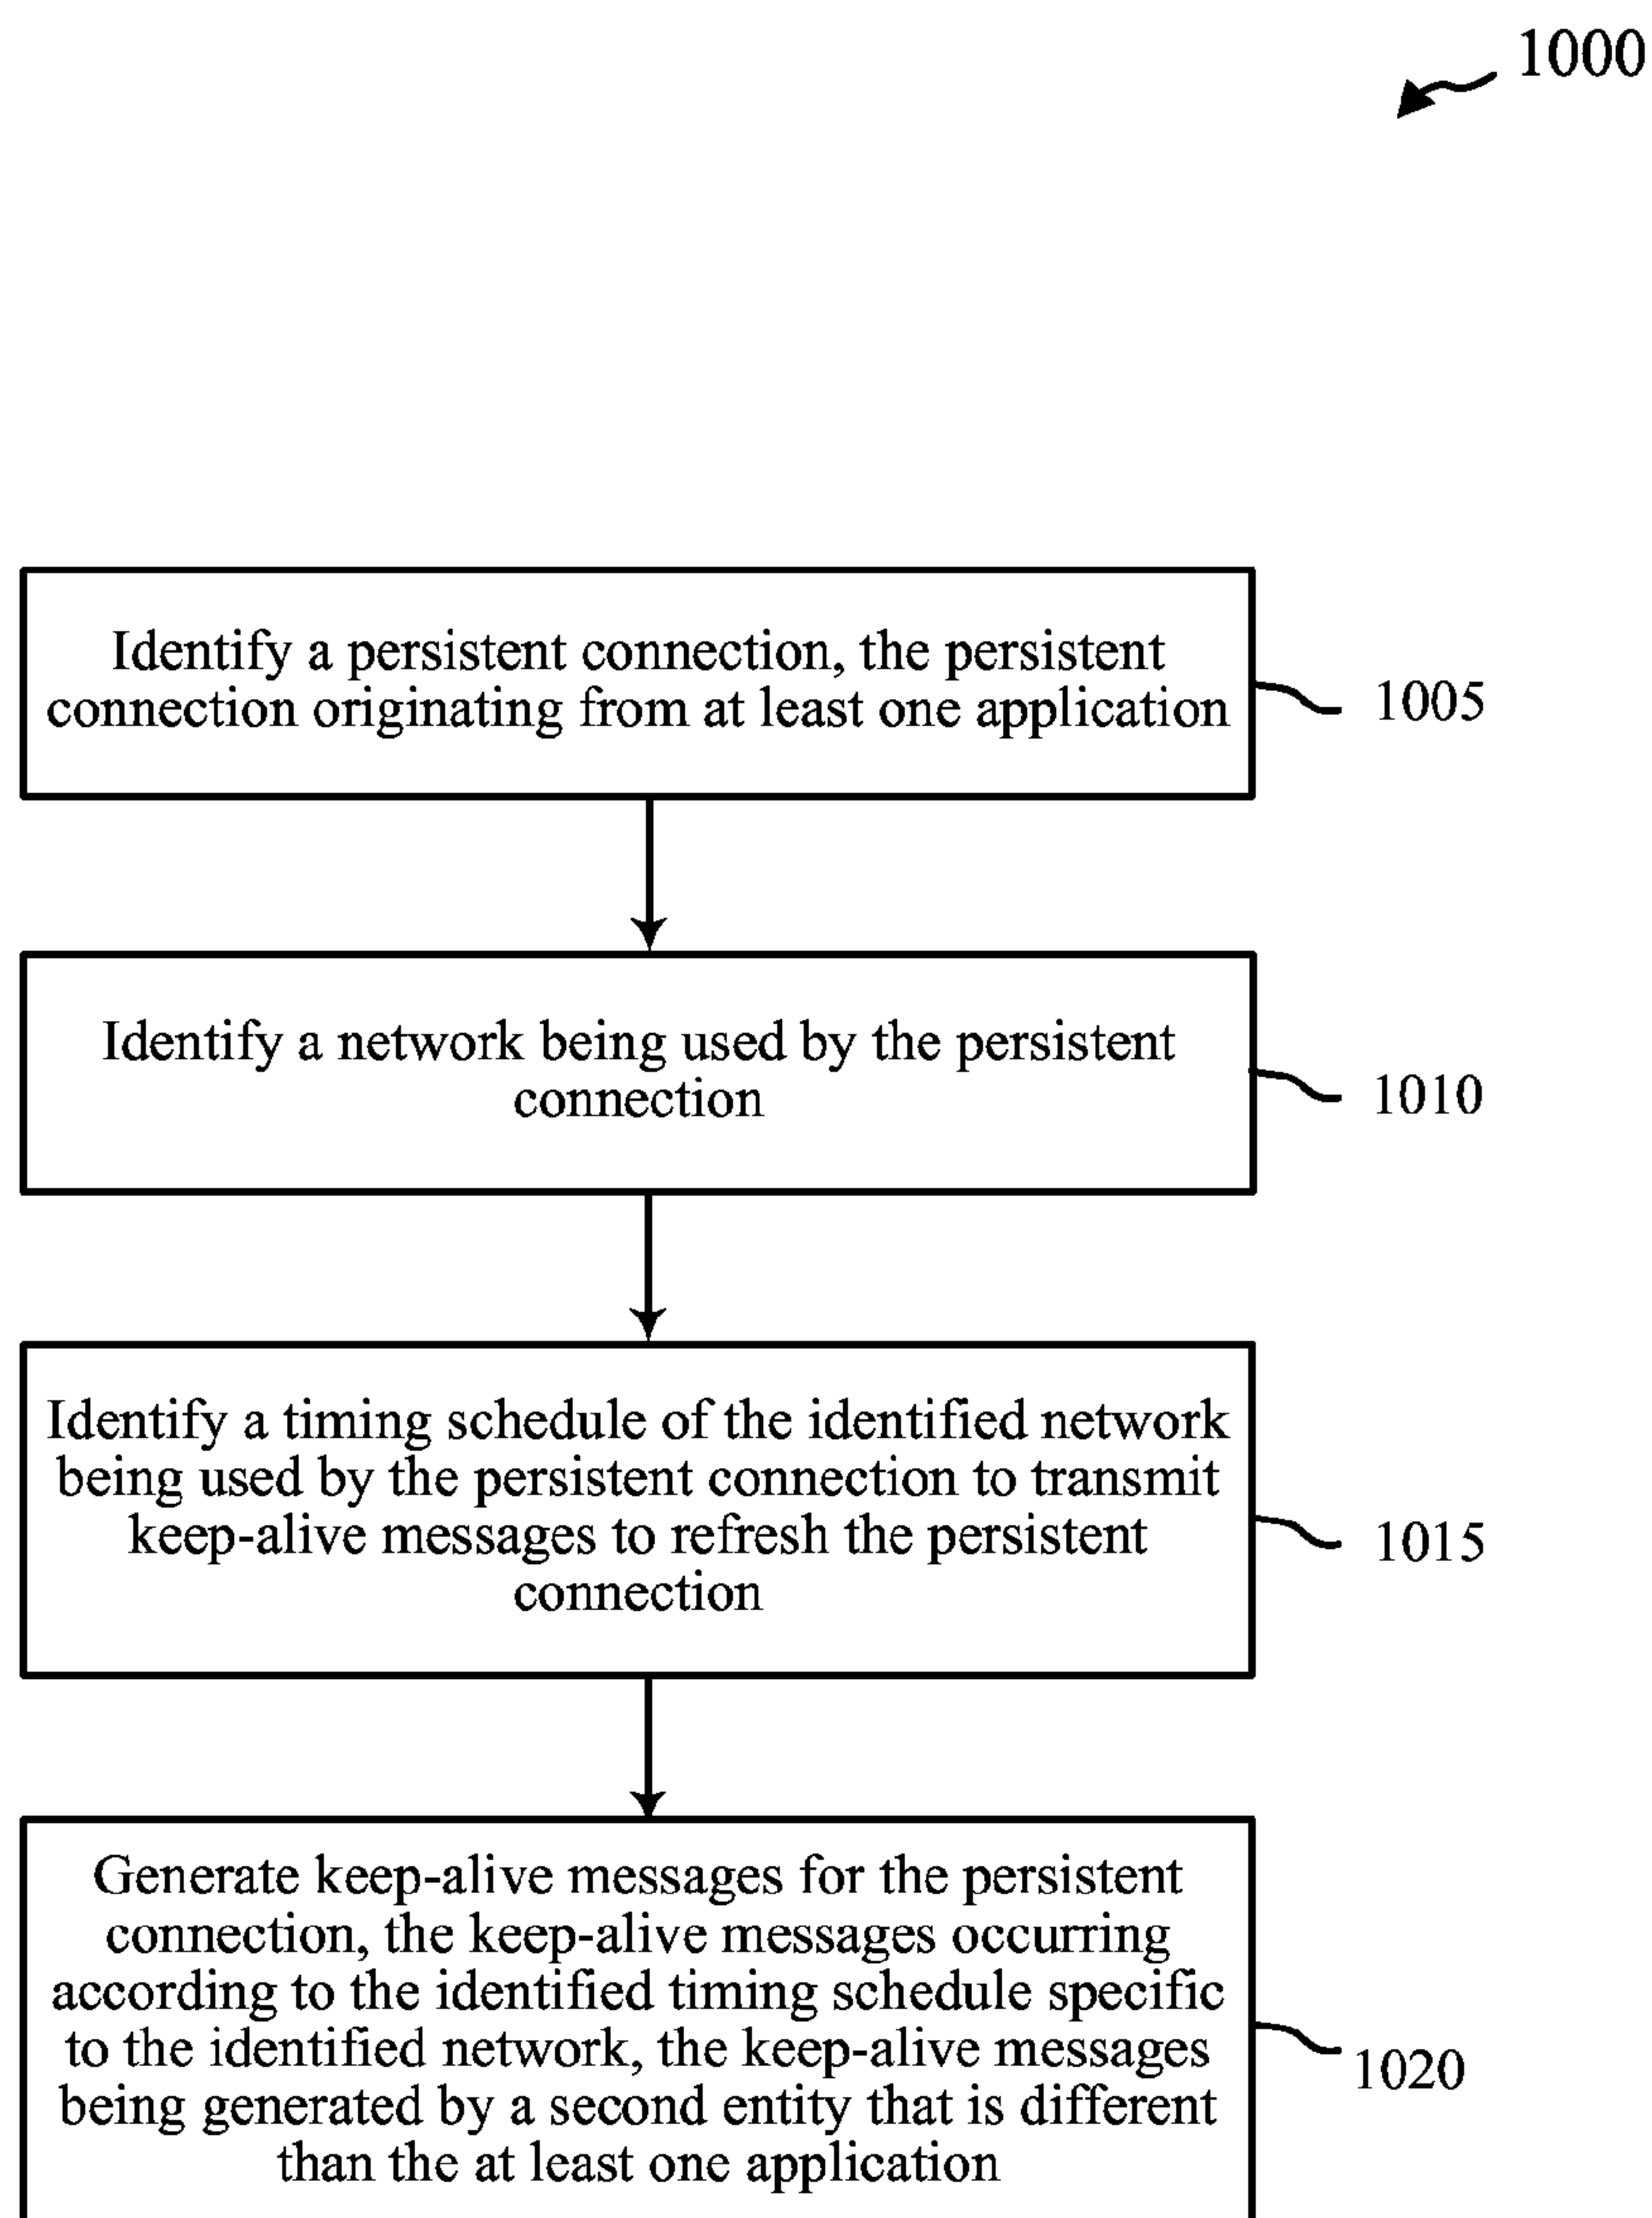 1000
Identify a persistent connection, the persistent
connection originating from at least one application
1005
Identify a network being used by the persistent
connection
1010
Identify a timing schedule of the identified network
being used by the persistent connection to transmit
keep-alive messages to refresh the persistent
connection
1015
Generate keep-alive messages for the persistent
connection, the keep-alive messages occurring
according to the identified timing schedule specific
to the identified network, the keep-alive messages
being generated by a second entity that is different
than the at least one application
1020